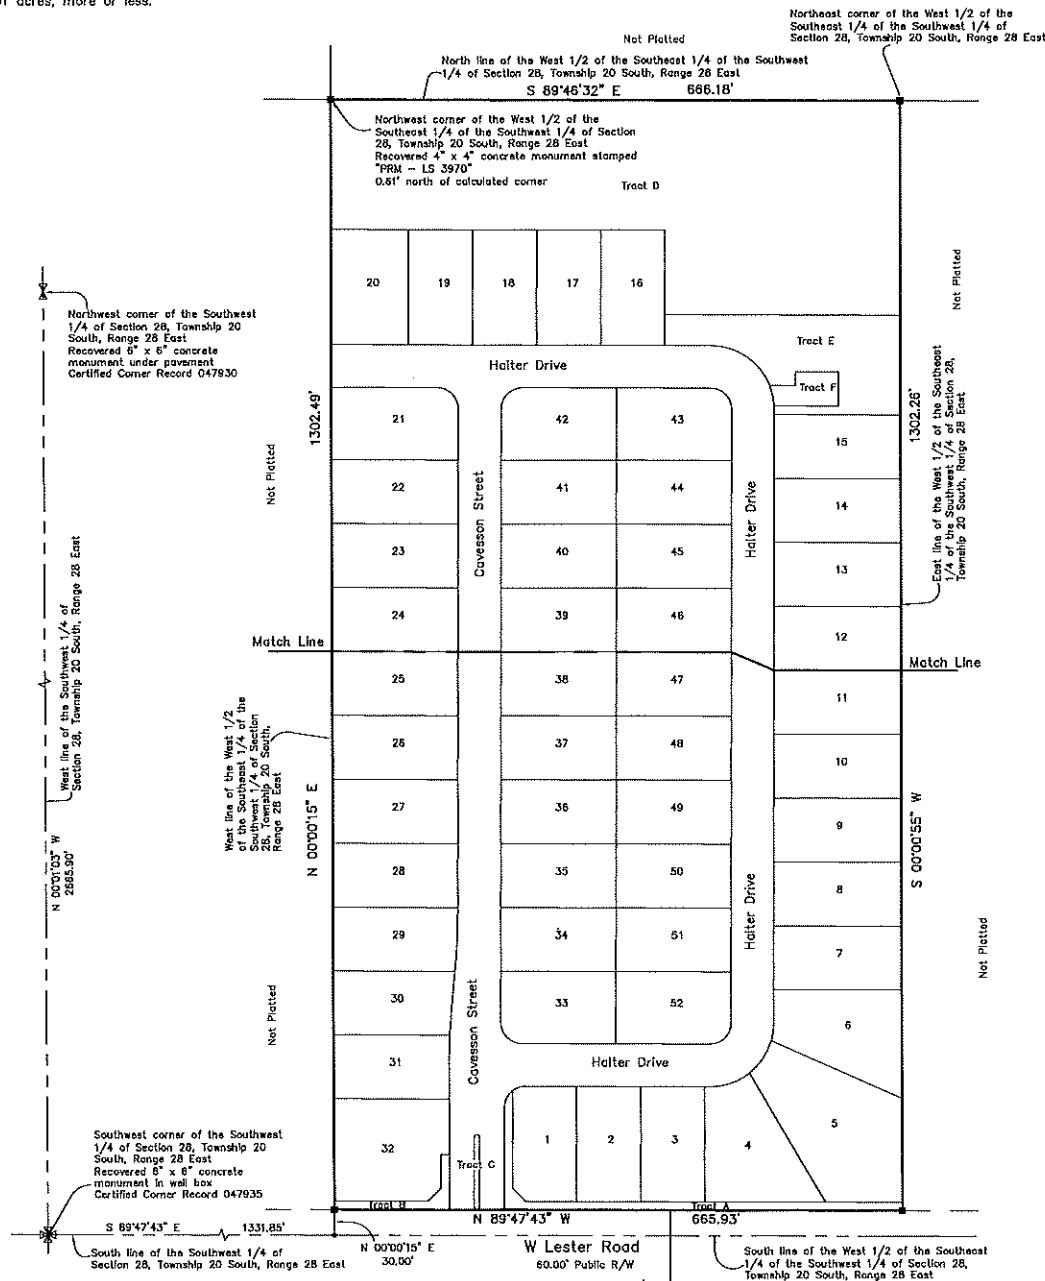 acres, more or less.
Northeast corner of the West 1/2 of the
Southeast 1/4 of the Southwest 1/4 of
Section 28, Township 20 South, Range 28 East
Not Platted
North line of the West 1/2 of the Southeast 1/4 of the Southwest
1/4 of Section 28, Township 20 South, Range 28 East
S 89°46'32" E 666.18'
Northwest corner of the West 1/2 of the
Southeast 1/4 of the Southwest 1/4 of Section
28, Township 20 South, Range 28 East
Recovered 4" x 4" concrete monument stamped
"PRM - LS 3970"
0.61' north of calculated corner
Tract D
Not Platted
20 19 18 17 16
Northwest corner of the Southwest
1/4 of Section 28, Township 20
South, Range 28 East
Recovered 6" x 6" concrete
monument under pavement
Certified Corner Record 047930
Tract E
Halter Drive
Tract F
1302.49'
1302.26'
East line of the West 1/2 of the Southeast
1/4 of the Southwest 1/4 of Section 28,
Township 20 South, Range 28 East
21 42 43
15
Not Platted
22 41 44
Cavesson Street
Halter Drive
14
23 40 45
13
24 39 46
12
West line of the Southwest 1/4 of
Section 28, Township 20 South, Range 28 East
Match Line
Match Line
25 38 47
11
West line of the West 1/2
of the Southeast 1/4 of the
Southwest 1/4 of Section
28, Township 20 South,
Range 28 East
26 37 48
10
27 36 49
9
N 00°01'03" W
2665.90'
N 00°00'15" E
S 00°00'55" W
28 35 50
8
Halter Drive
29 34 51
7
Not Platted
Not Platted
30 33 52
6
Cavesson Street
31
Halter Drive
5
Southwest corner of the Southwest
1/4 of Section 28, Township 20
South, Range 28 East
Recovered 6" x 6" concrete
monument in well box
Certified Corner Record 047935
32
1 2 3 4
Tract C
Tract B
Tract A
N 89°47'43" W 665.93'
S 89°47'43" E 1331.85'
South line of the Southwest 1/4 of
Section 28, Township 20 South, Range 28 East
N 00°00'15" E
30.00'
W Lester Road
60.00' Public R/W
South line of the West 1/2 of the Southeast
1/4 of the Southwest 1/4 of Section 28,
Township 20 South, Range 28 East